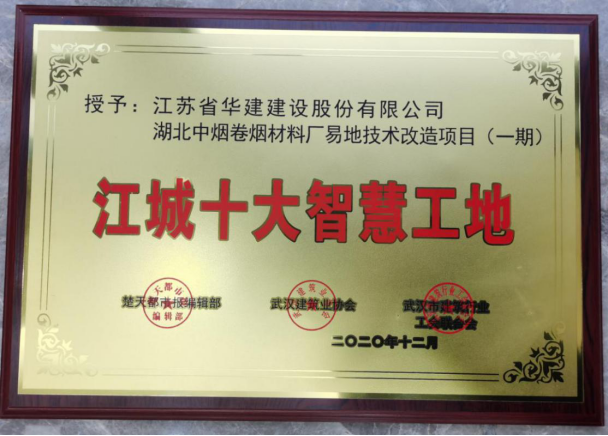 授予：江苏省华建建设股份有限公司
湖北中烟卷烟材料厂易地技术改造项目（一期）
江城十大智慧工地
楚天都市报编辑部 武汉建筑业协会 武汉市建筑行业
工会联合会
二〇二〇年十二月